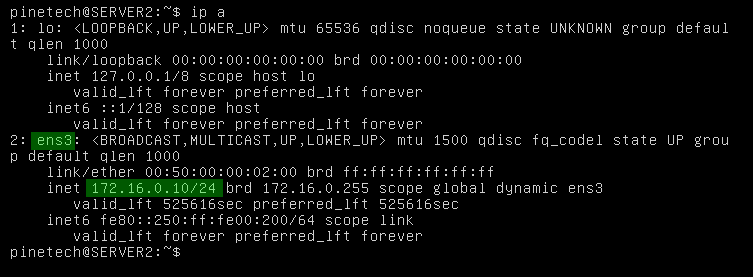 pinetech@SERVER2:~$ ip a
1: lo: <LOOPBACK,UP,LOWER_UP> mtu 65536 qdisc noqueue state UNKNOWN group defaul
t qlen 1000
    link/loopback 00:00:00:00:00:00 brd 00:00:00:00:00:00
    inet 127.0.0.1/8 scope host lo
       valid_lft forever preferred_lft forever
    inet6 ::1/128 scope host
       valid_lft forever preferred_lft forever
2: ens3: <BROADCAST,MULTICAST,UP,LOWER_UP> mtu 1500 qdisc fq_codel state UP grou
p default qlen 1000
    link/ether 00:50:00:00:02:00 brd ff:ff:ff:ff:ff:ff
    inet 172.16.0.10/24 brd 172.16.0.255 scope global dynamic ens3
       valid_lft 525616sec preferred_lft 525616sec
    inet6 fe80::250:ff:fe00:200/64 scope link
       valid_lft forever preferred_lft forever
pinetech@SERVER2:~$